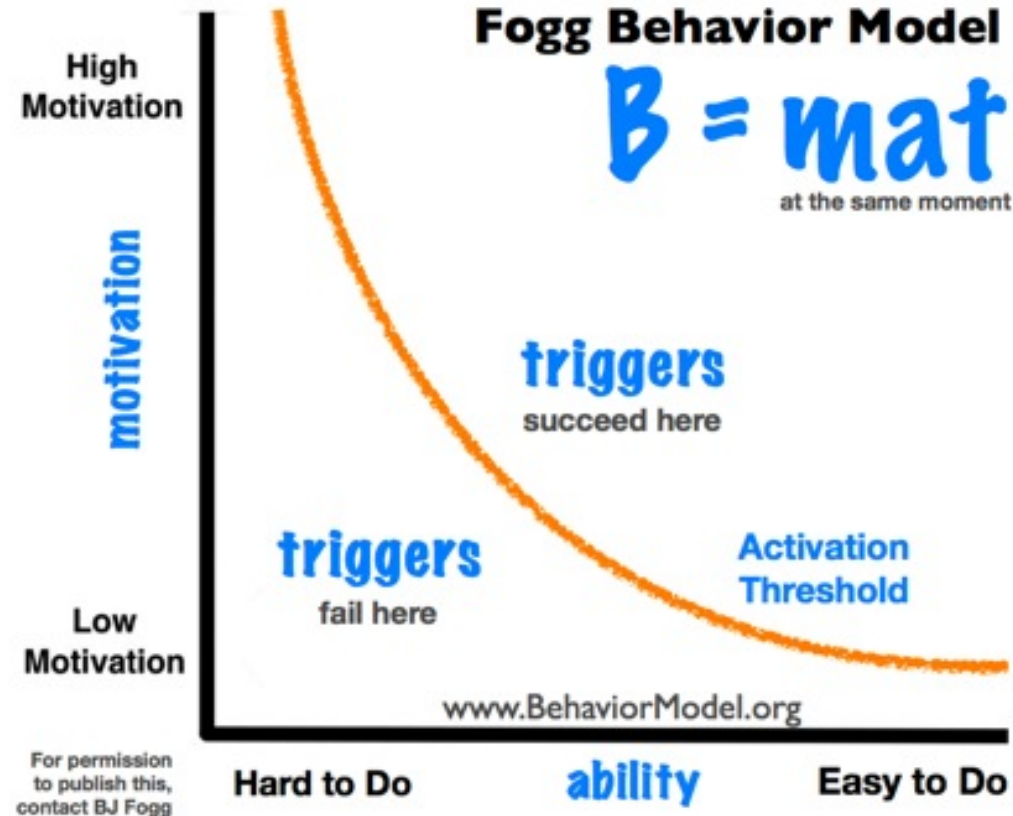 Fogg Behavior Model
B = mat
at the same moment
High
Motivation
motivation
triggers
succeed here
triggers
fail here
Activation
Threshold
Low
Motivation
www.BehaviorModel.org
For permission
to publish this,
contact BJ Fogg
Hard to Do
ability
Easy to Do